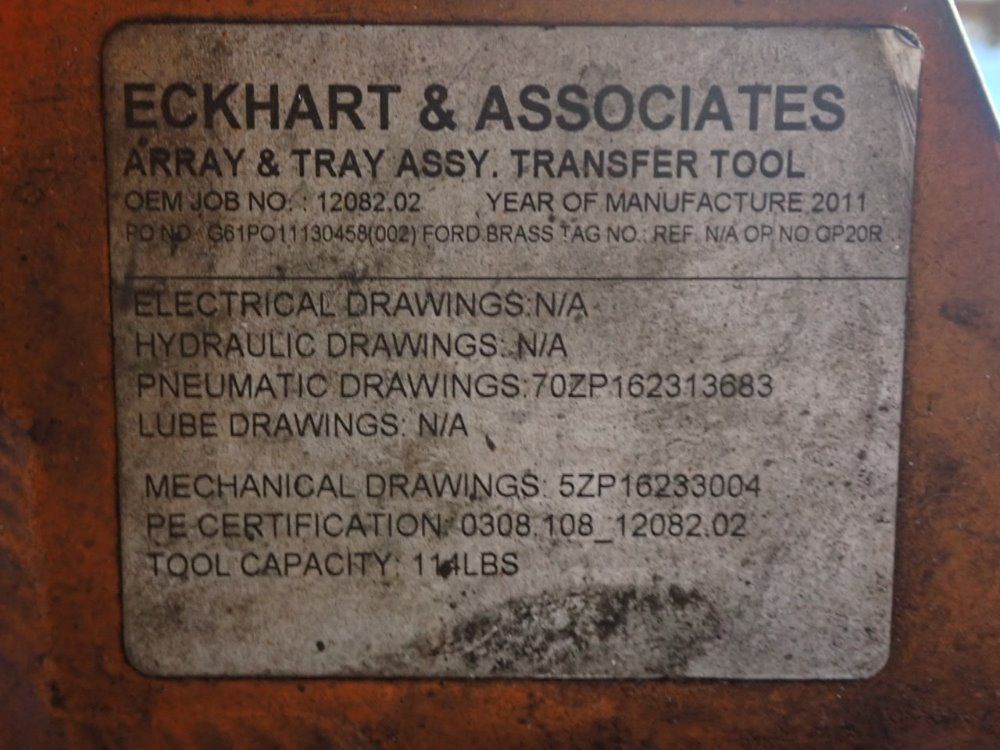 ECKHART & ASSOCIATES
ARRAY & TRAY ASSY. TRANSFER TOOL
OEM JOB NO: : 12082.02 YEAR OF MANUFACTURE 2011
PO NO : G61PO11130458(002) FORD BRASS TAG NO.: REF. N/A OP NO OP20R
ELECTRICAL DRAWINGS:N/A
HYDRAULIC DRAWINGS: N/A
PNEUMATIC DRAWINGS:70ZP162313683
LUBE DRAWINGS: N/A
MECHANICAL DRAWINGS: 5ZP16233004
PE CERTIFICATION: 0308.108_12082.02
TOOL CAPACITY: 114LBS